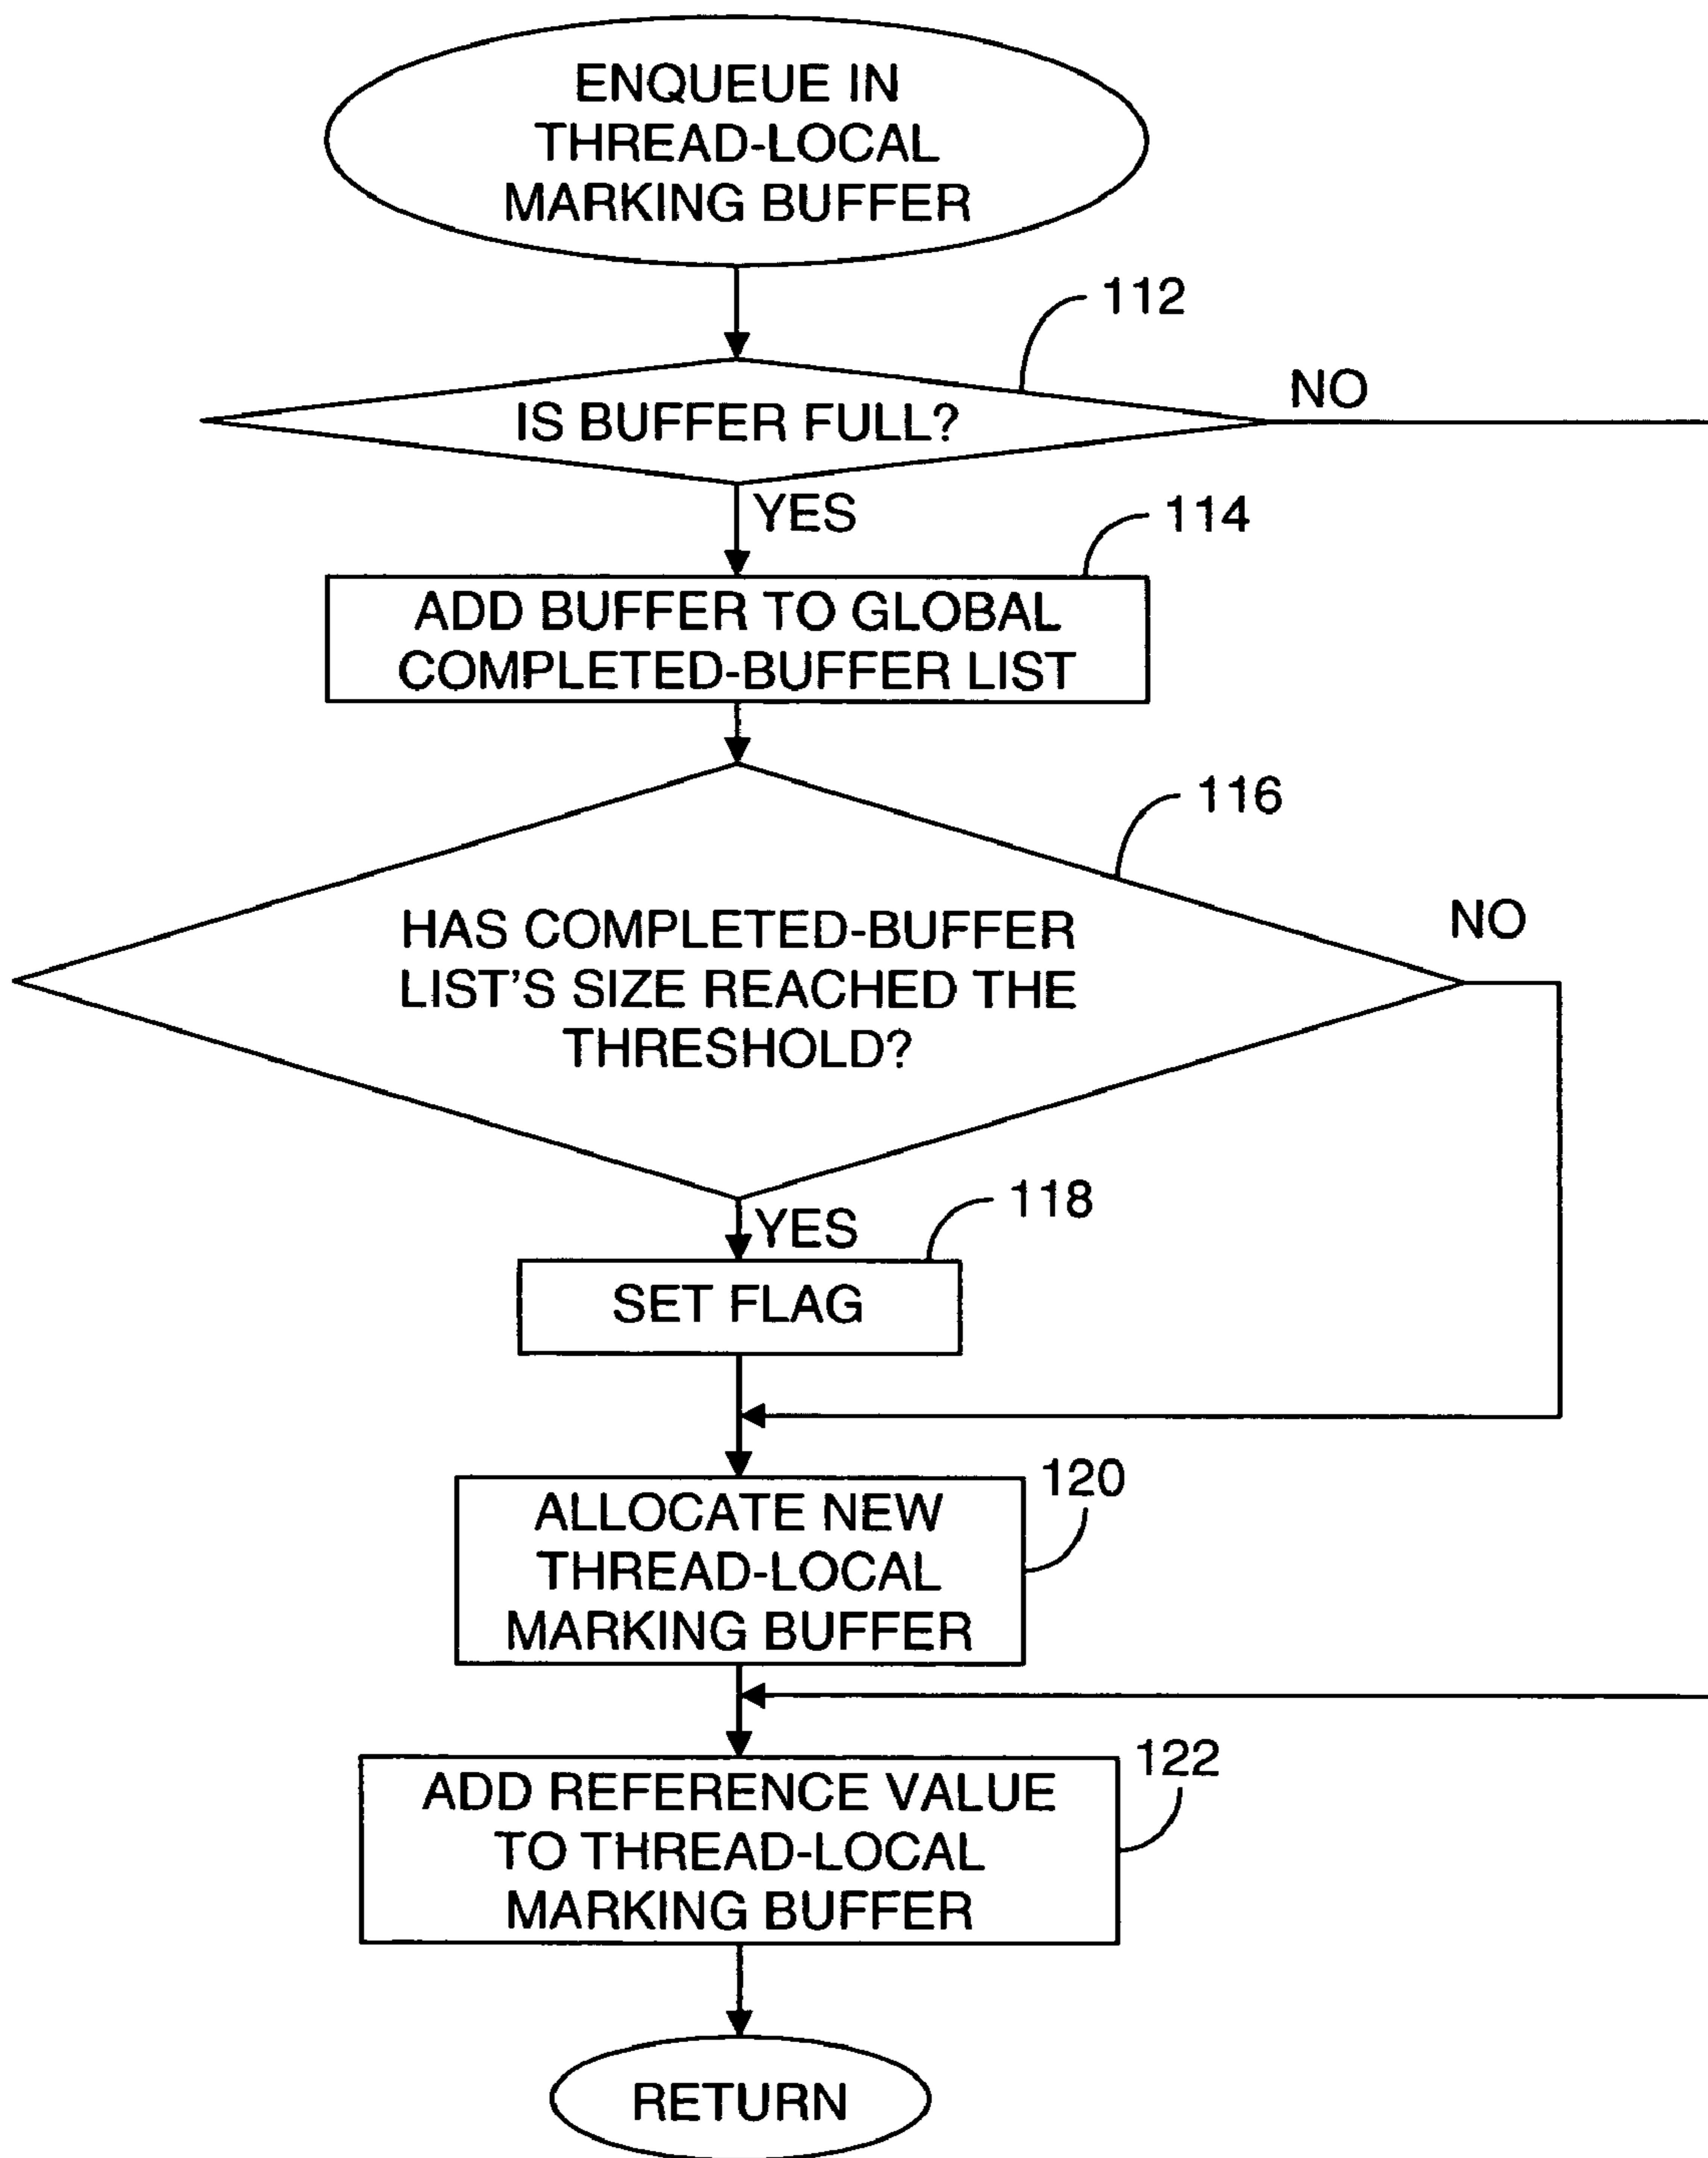 ENQUEUE IN
THREAD-LOCAL
MARKING BUFFER
112
IS BUFFER FULL?
NO
YES
114
ADD BUFFER TO GLOBAL
COMPLETED-BUFFER LIST
116
HAS COMPLETED-BUFFER
LIST'S SIZE REACHED THE
THRESHOLD?
NO
YES
118
SET FLAG
120
ALLOCATE NEW
THREAD-LOCAL
MARKING BUFFER
122
ADD REFERENCE VALUE
TO THREAD-LOCAL
MARKING BUFFER
RETURN